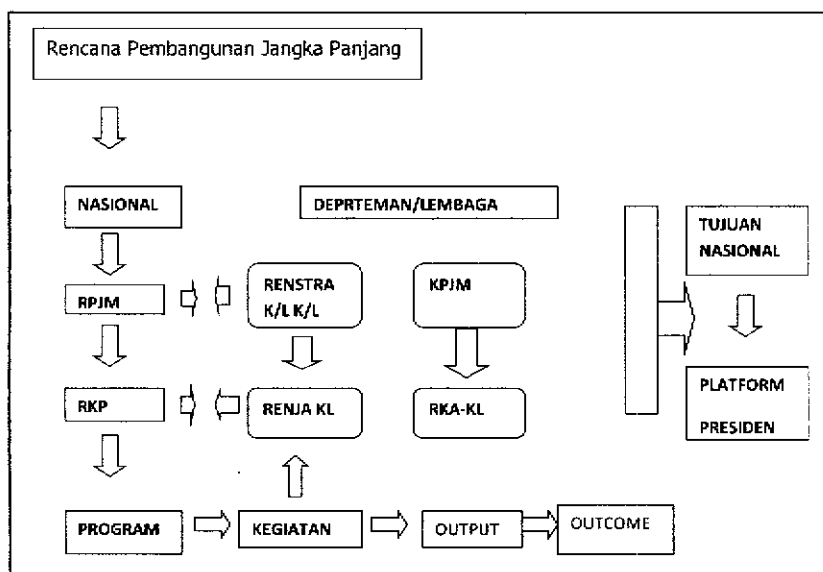 Rencana Pembangunan Jangka Panjang
NASIONAL
DEPRTEMAN/LEMBAGA
TUJUAN
NASIONAL
RPJM
RENSTRA
K/L K/L
KPJM
RKP
RENJA KL
RKA-KL
PLATFORM
PRESIDEN
PROGRAM
KEGIATAN
OUTPUT
OUTCOME